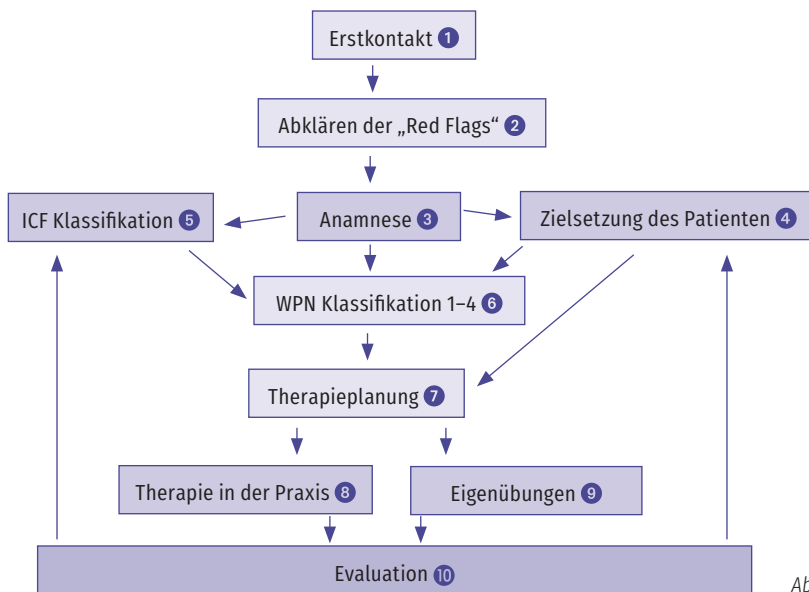 Erstkontakt 1
Abklären der „Red Flags“ 2
ICF Klassifikation 5
Anamnese 3
Zielsetzung des Patienten 4
WPN Klassifikation 1–4 6
Therapieplanung 7
Therapie in der Praxis 8
Eigenübungen 9
Evaluation 10